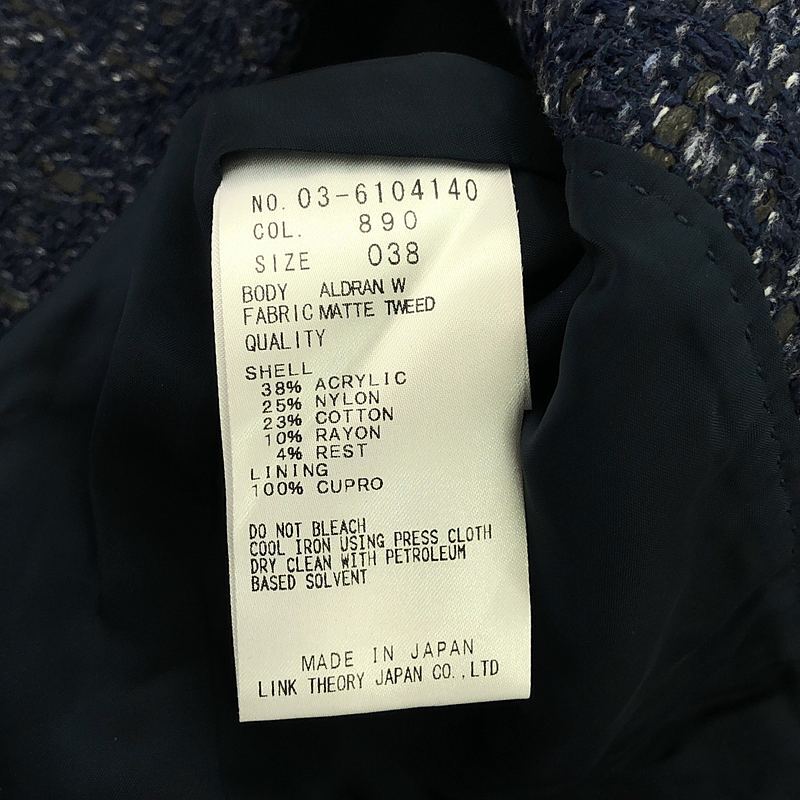 NO. 03-6104140
COL. 890
SIZE 038
BODY ALDRAN W
FABRIC MATTE TWEED
QUALITY
SHELL
38% ACRYLIC
25% NYLON
23% COTTON
10% RAYON
4% REST
LINING
100% CUPRO
DO NOT BLEACH
COOL IRON USING PRESS CLOTH
DRY CLEAN WITH PETROLEUM
BASED SOLVENT
MADE IN JAPAN
LINK THEORY JAPAN CO.,LTD